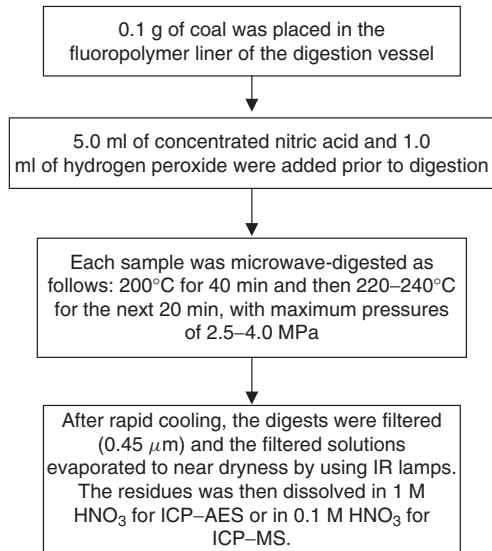 0.1 g of coal was placed in the
fluoropolymer liner of the digestion vessel
5.0 ml of concentrated nitric acid and 1.0
ml of hydrogen peroxide were added prior to digestion
Each sample was microwave-digested as
follows: 200°C for 40 min and then 220–240°C
for the next 20 min, with maximum pressures
of 2.5–4.0 MPa
After rapid cooling, the digests were filtered
(0.45 μm) and the filtered solutions
evaporated to near dryness by using IR lamps.
The residues was then dissolved in 1 M
HNO₃ for ICP–AES or in 0.1 M HNO₃ for
ICP–MS.